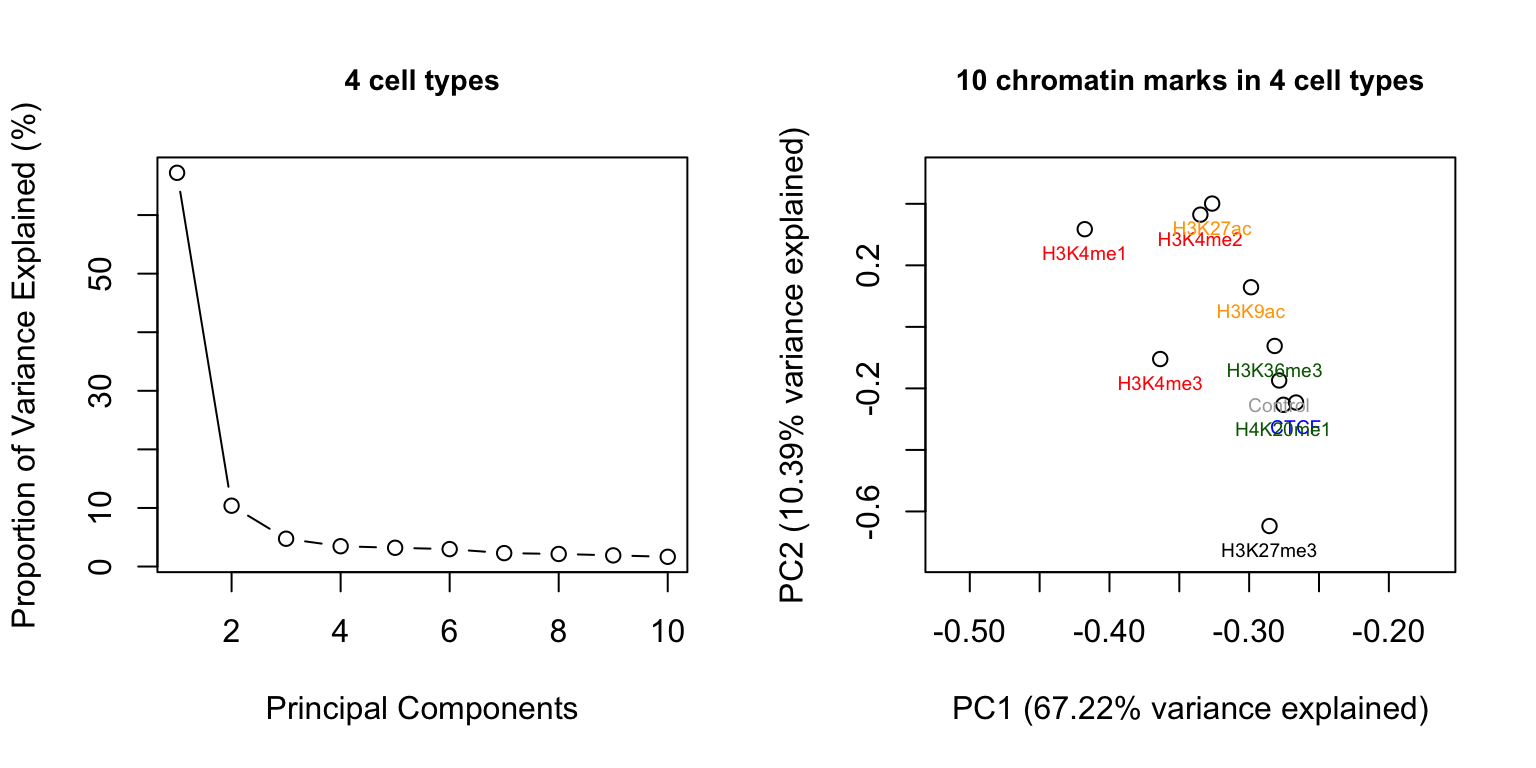 4 cell types
Proportion of Variance Explained (%)
50
30
10
0
2 4 6 8 10
Principal Components
10 chromatin marks in 4 cell types
PC2 (10.39% variance explained)
0.2
-0.2
-0.6
H3K27ac
H3K4me2
H3K4me1
H3K9ac
H3K36me3
H3K4me3
Control
CTCF
H4K20me1
H3K27me3
-0.50 -0.40 -0.30 -0.20
PC1 (67.22% variance explained)